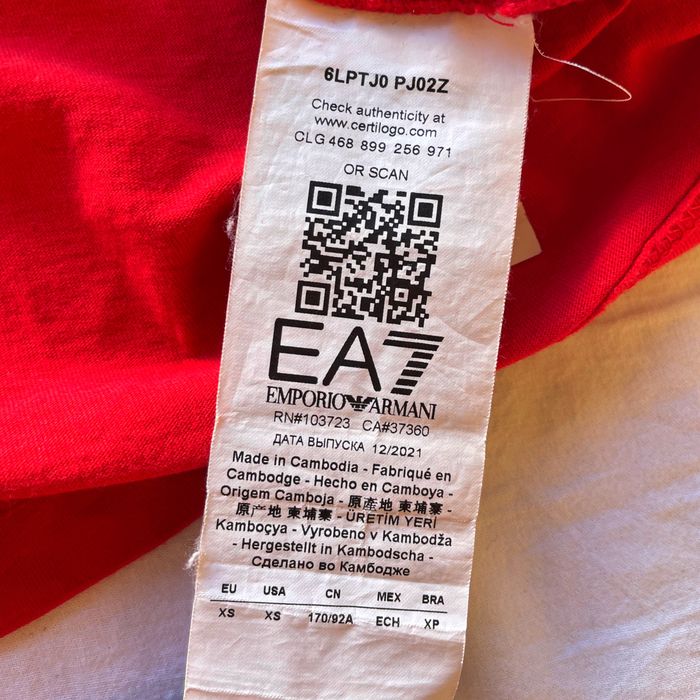 6LPTJ0 PJ02Z
Check authenticity at
www.certilogo.com
CLG 468 899 256 971
OR SCAN
EA7
EMPORIO ARMANI
RN#103723 CA#37360
ДАТА ВЫПУСКА 12/2021
Made in Cambodia - Fabriqué en
Cambodge - Hecho en Camboya -
Origem Camboja - 原産地 柬埔寨 -
原产地 柬埔寨 - ÜRETİM YERİ
Kamboçya - Vyrobeno v Kambodža
- Hergestellt in Kambodscha -
Сделано во Камбодже
EU USA CN MEX BRA
XS XS 170/92A ECH XP